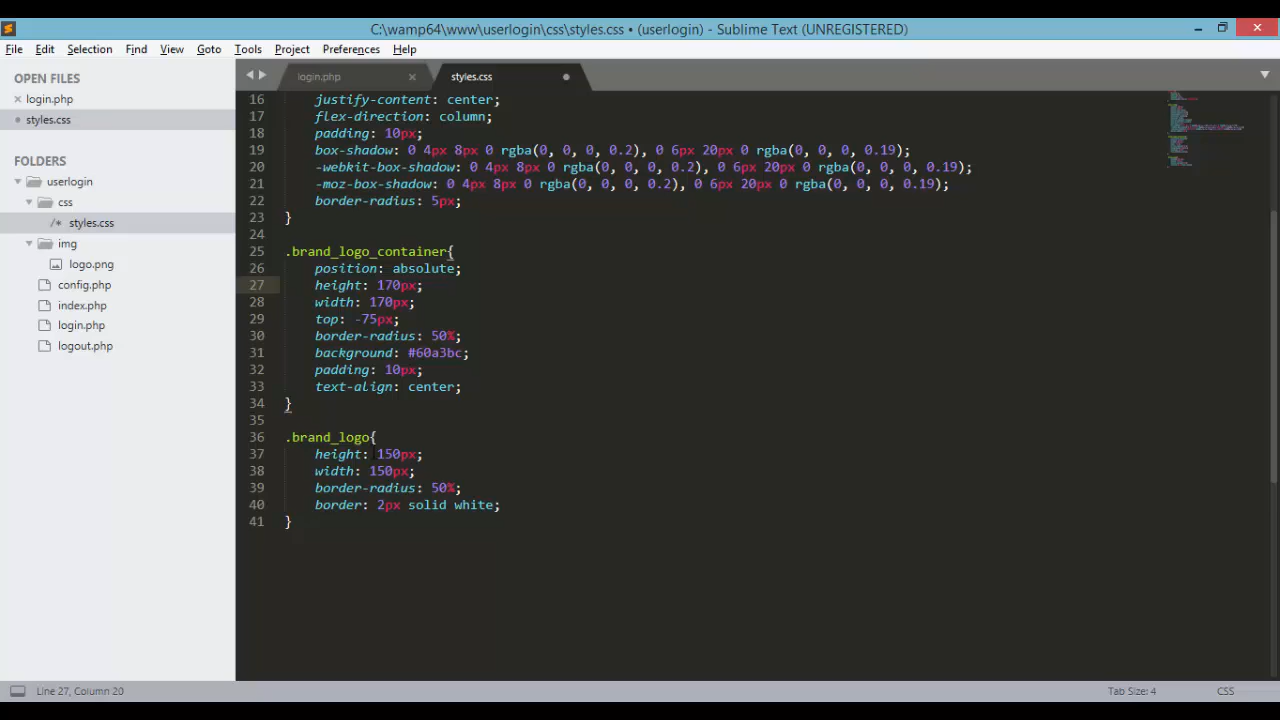 C:\wamp64\www\userlogin\css\styles.css • (userlogin) - Sublime Text (UNREGISTERED)
File Edit Selection Find View Goto Tools Project Preferences Help
OPEN FILES
login.php
styles.css
FOLDERS
userlogin
css
/* styles.css
img
logo.png
config.php
index.php
login.php
logout.php
login.php styles.css
16 justify-content: center;
17 flex-direction: column;
18 padding: 10px;
19 box-shadow: 0 4px 8px 0 rgba(0, 0, 0, 0.2), 0 6px 20px 0 rgba(0, 0, 0, 0.19);
20 -webkit-box-shadow: 0 4px 8px 0 rgba(0, 0, 0, 0.2), 0 6px 20px 0 rgba(0, 0, 0, 0.19);
21 -moz-box-shadow: 0 4px 8px 0 rgba(0, 0, 0, 0.2), 0 6px 20px 0 rgba(0, 0, 0, 0.19);
22 border-radius: 5px;
23 }
24
25 .brand_logo_container{
26 position: absolute;
27 height: 170px;
28 width: 170px;
29 top: -75px;
30 border-radius: 50%;
31 background: #60a3bc;
32 padding: 10px;
33 text-align: center;
34 }
35
36 .brand_logo{
37 height: 150px;
38 width: 150px;
39 border-radius: 50%;
40 border: 2px solid white;
41 }
Line 27, Column 20 Tab Size: 4 CSS